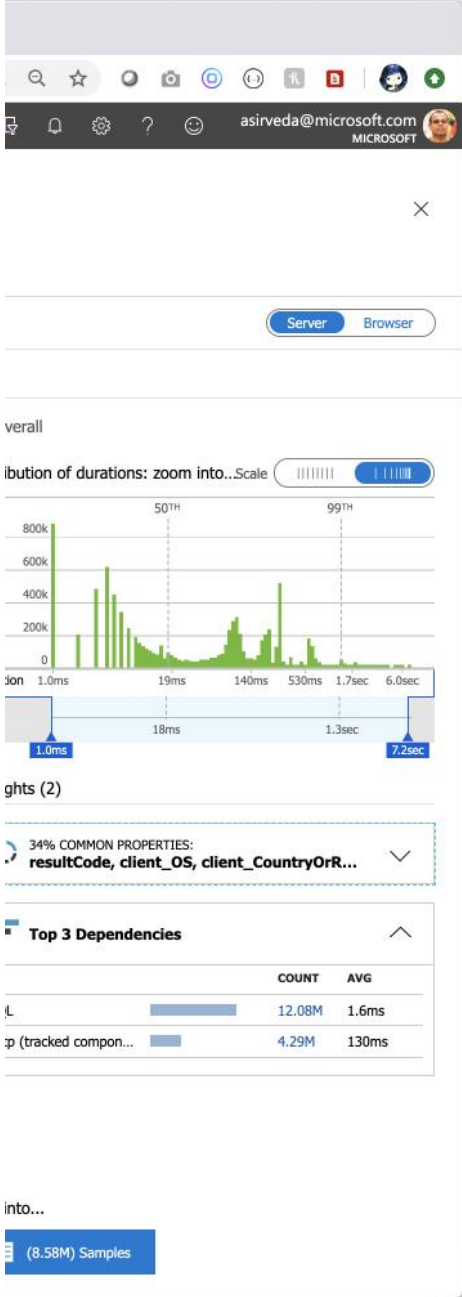 asirveda@microsoft.com
MICROSOFT
Server Browser
verall
ibution of durations: zoom into...Scale
50TH 99TH
800k
600k
400k
200k
0
tion 1.0ms 19ms 140ms 530ms 1.7sec 6.0sec
18ms 1.3sec
1.0ms 7.2sec
ghts (2)
34% COMMON PROPERTIES:
resultCode, client_OS, client_CountryOrR...
Top 3 Dependencies
COUNT AVG
QL 12.08M 1.6ms
tp (tracked compon... 4.29M 130ms
into...
(8.58M) Samples